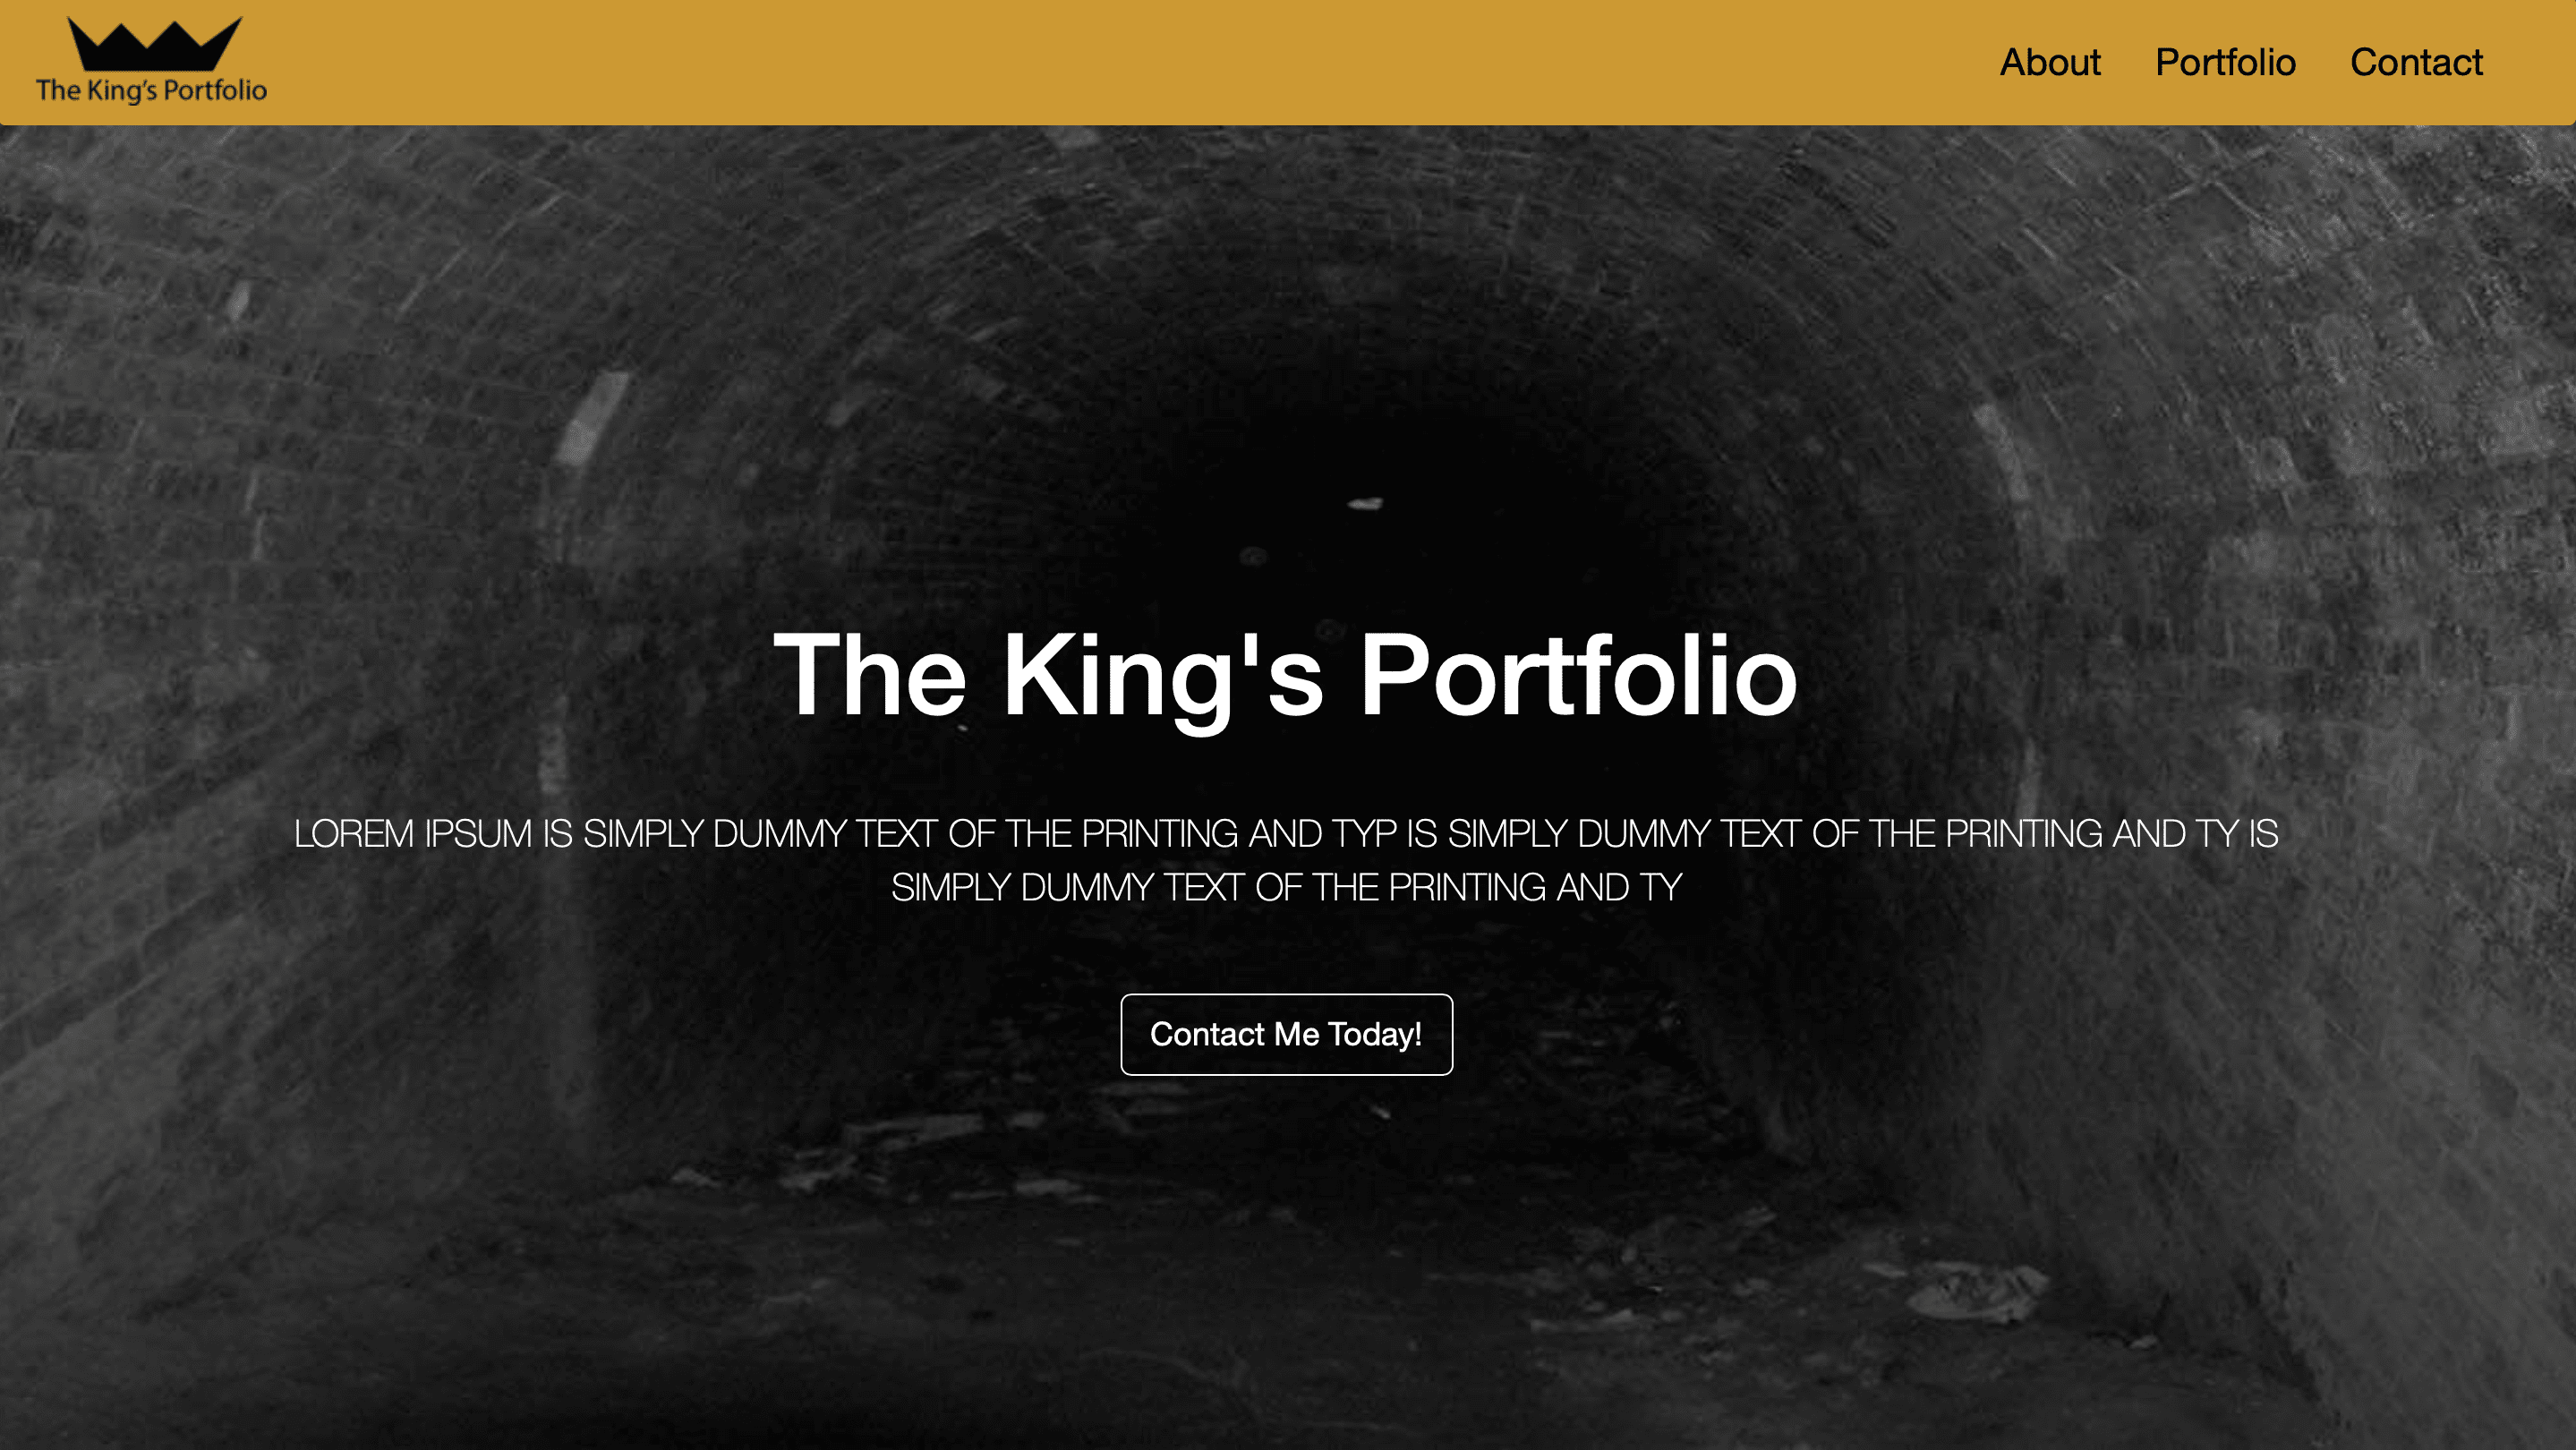 The King’s Portfolio
About Portfolio Contact
The King's Portfolio
LOREM IPSUM IS SIMPLY DUMMY TEXT OF THE PRINTING AND TYP IS SIMPLY DUMMY TEXT OF THE PRINTING AND TY IS
SIMPLY DUMMY TEXT OF THE PRINTING AND TY
Contact Me Today!